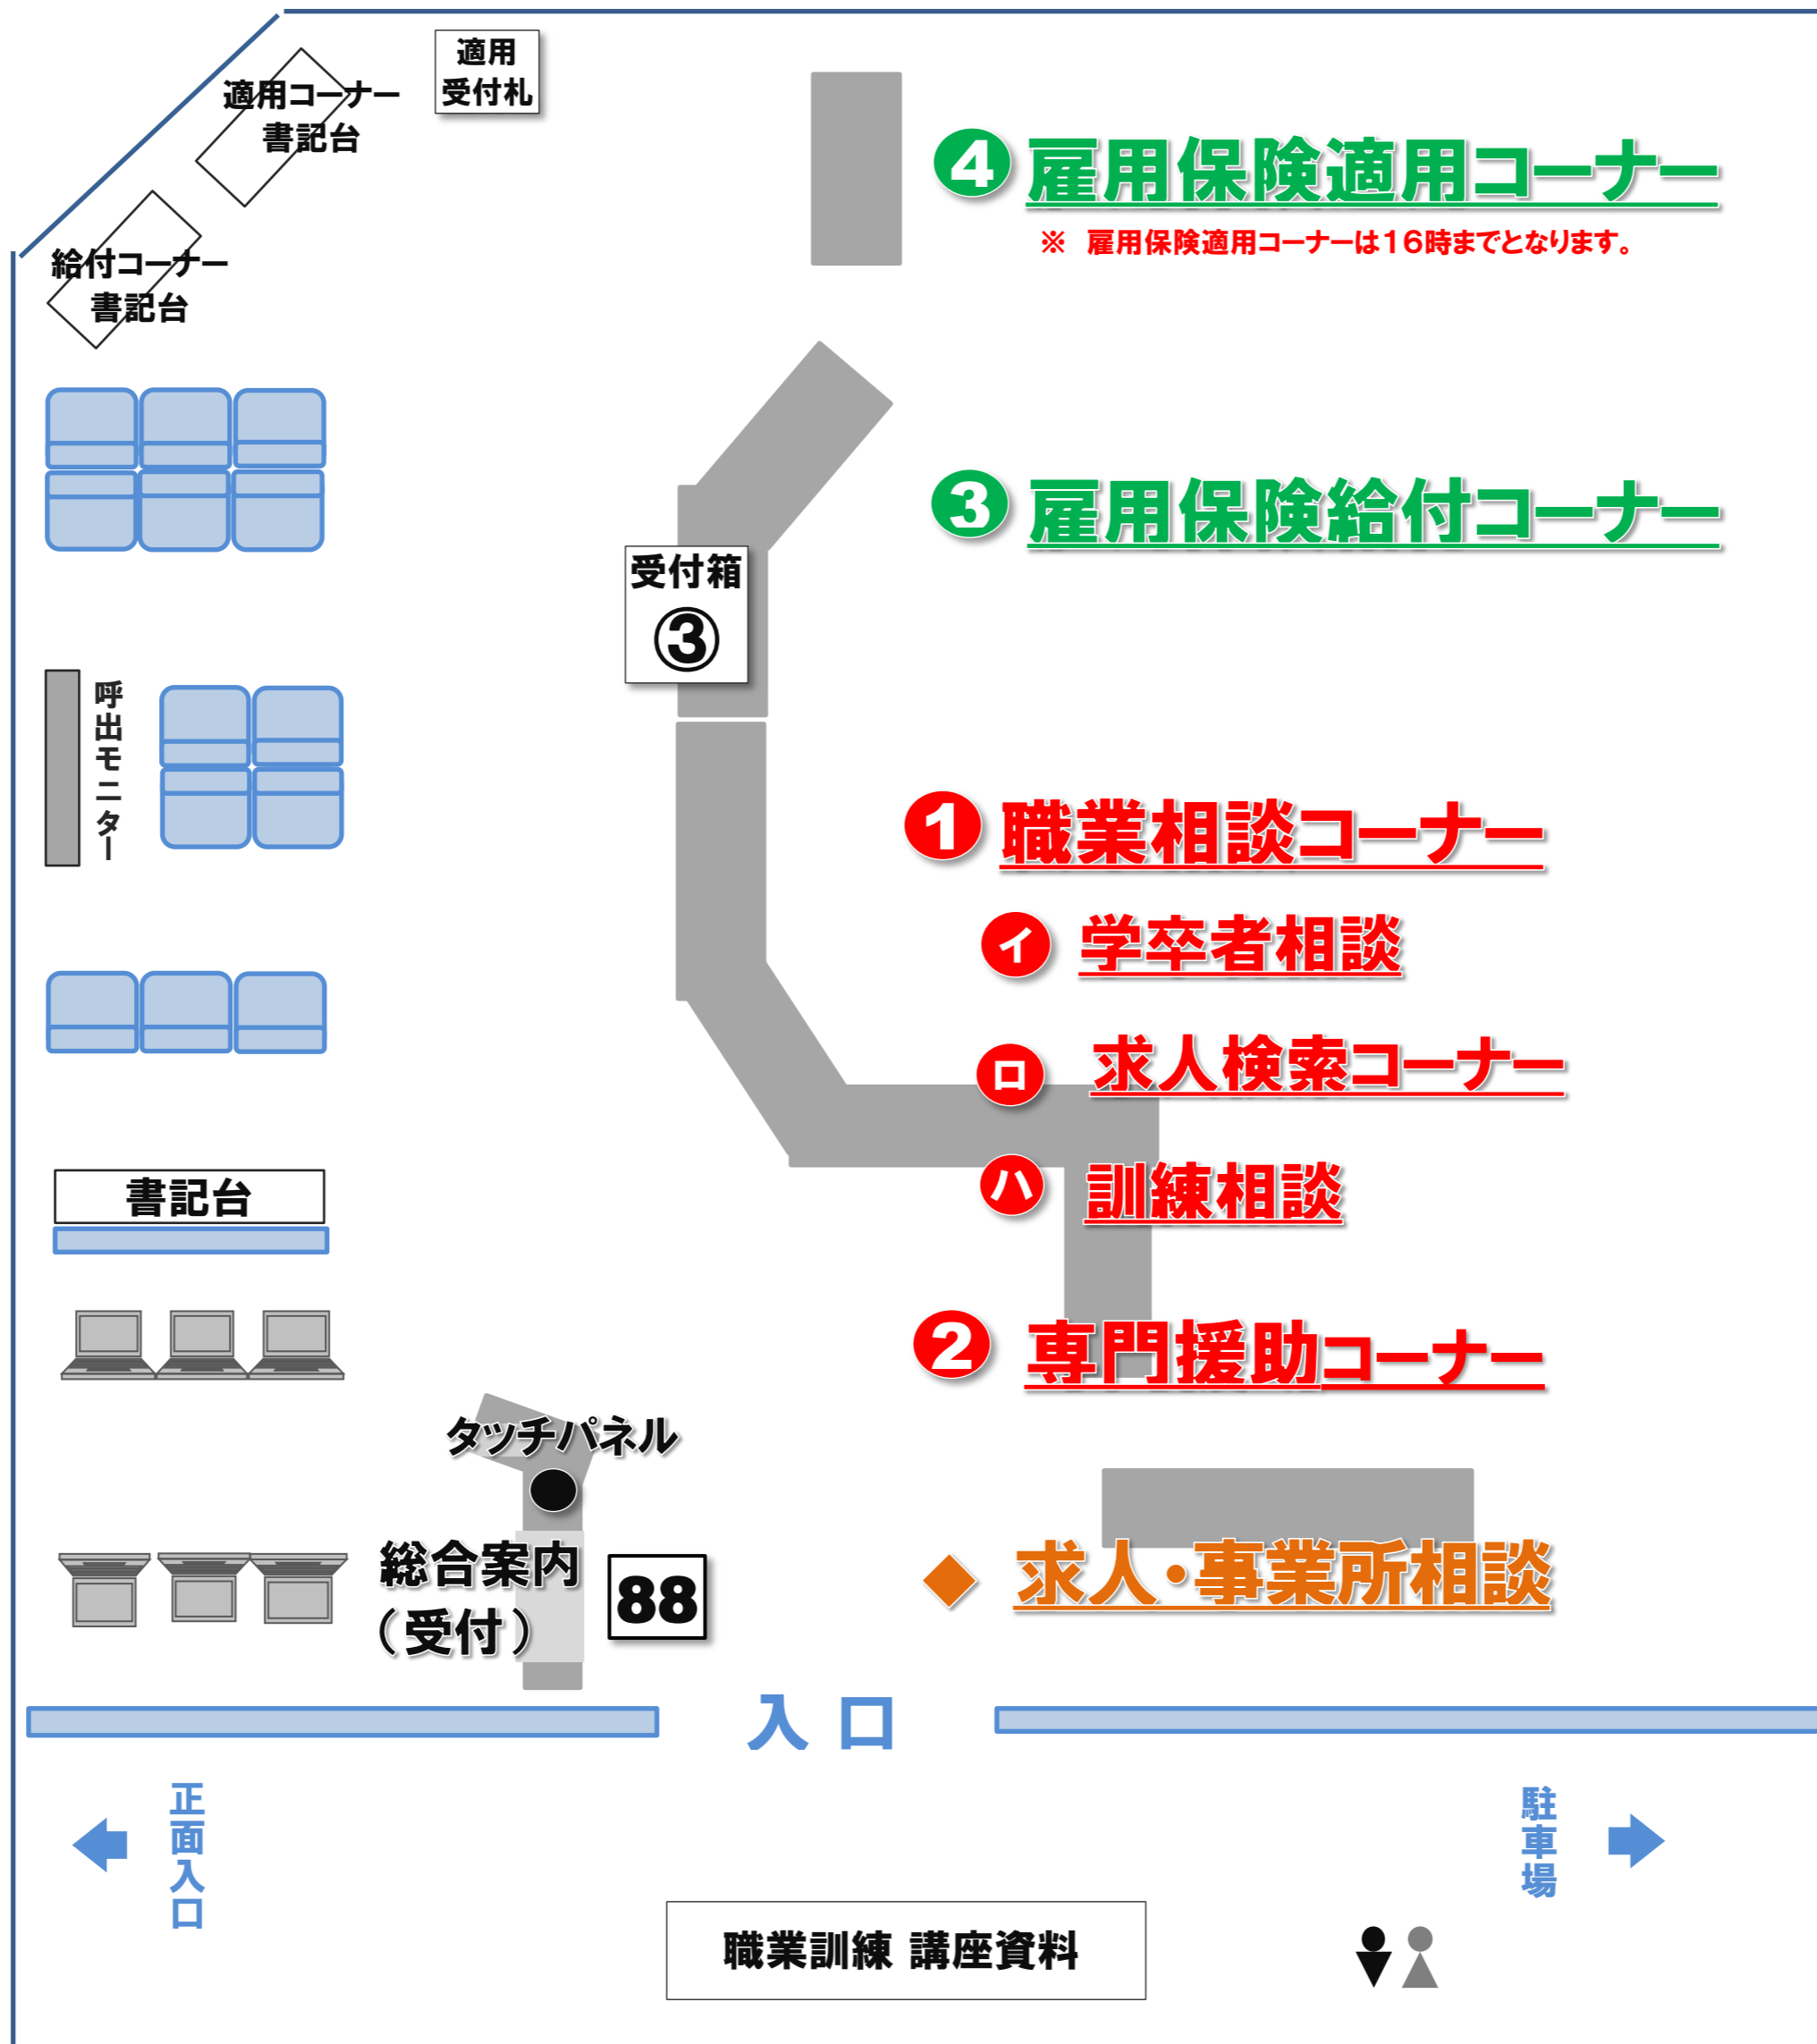 適用
受付札
適用コーナー
書記台
❹ 雇用保険適用コーナー
※ 雇用保険適用コーナーは16時までとなります。
給付コーナー
書記台
❸ 雇用保険給付コーナー
受付箱
③
呼出モニター
❶ 職業相談コーナー
イ 学卒者相談
ロ 求人検索コーナー
ハ 訓練相談
書記台
❷ 専門援助コーナー
タッチパネル
総合案内
（受付）
88
◆ 求人・事業所相談
入口
正面入口
駐車場
職業訓練 講座資料